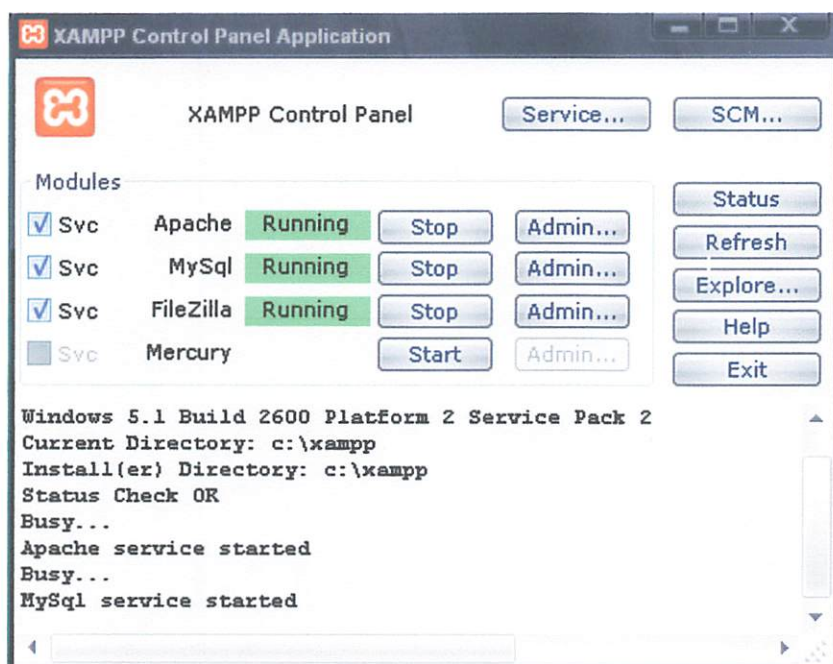 XAMPP Control Panel Application
XAMPP Control Panel
Service...
SCM...
Modules
Svc Apache Running Stop Admin...
Svc MySql Running Stop Admin...
Svc FileZilla Running Stop Admin...
Svc Mercury Start Admin...
Status
Refresh
Explore...
Help
Exit
Windows 5.1 Build 2600 Platform 2 Service Pack 2
Current Directory: c:\xampp
Install(er) Directory: c:\xampp
Status Check OK
Busy...
Apache service started
Busy...
MySql service started